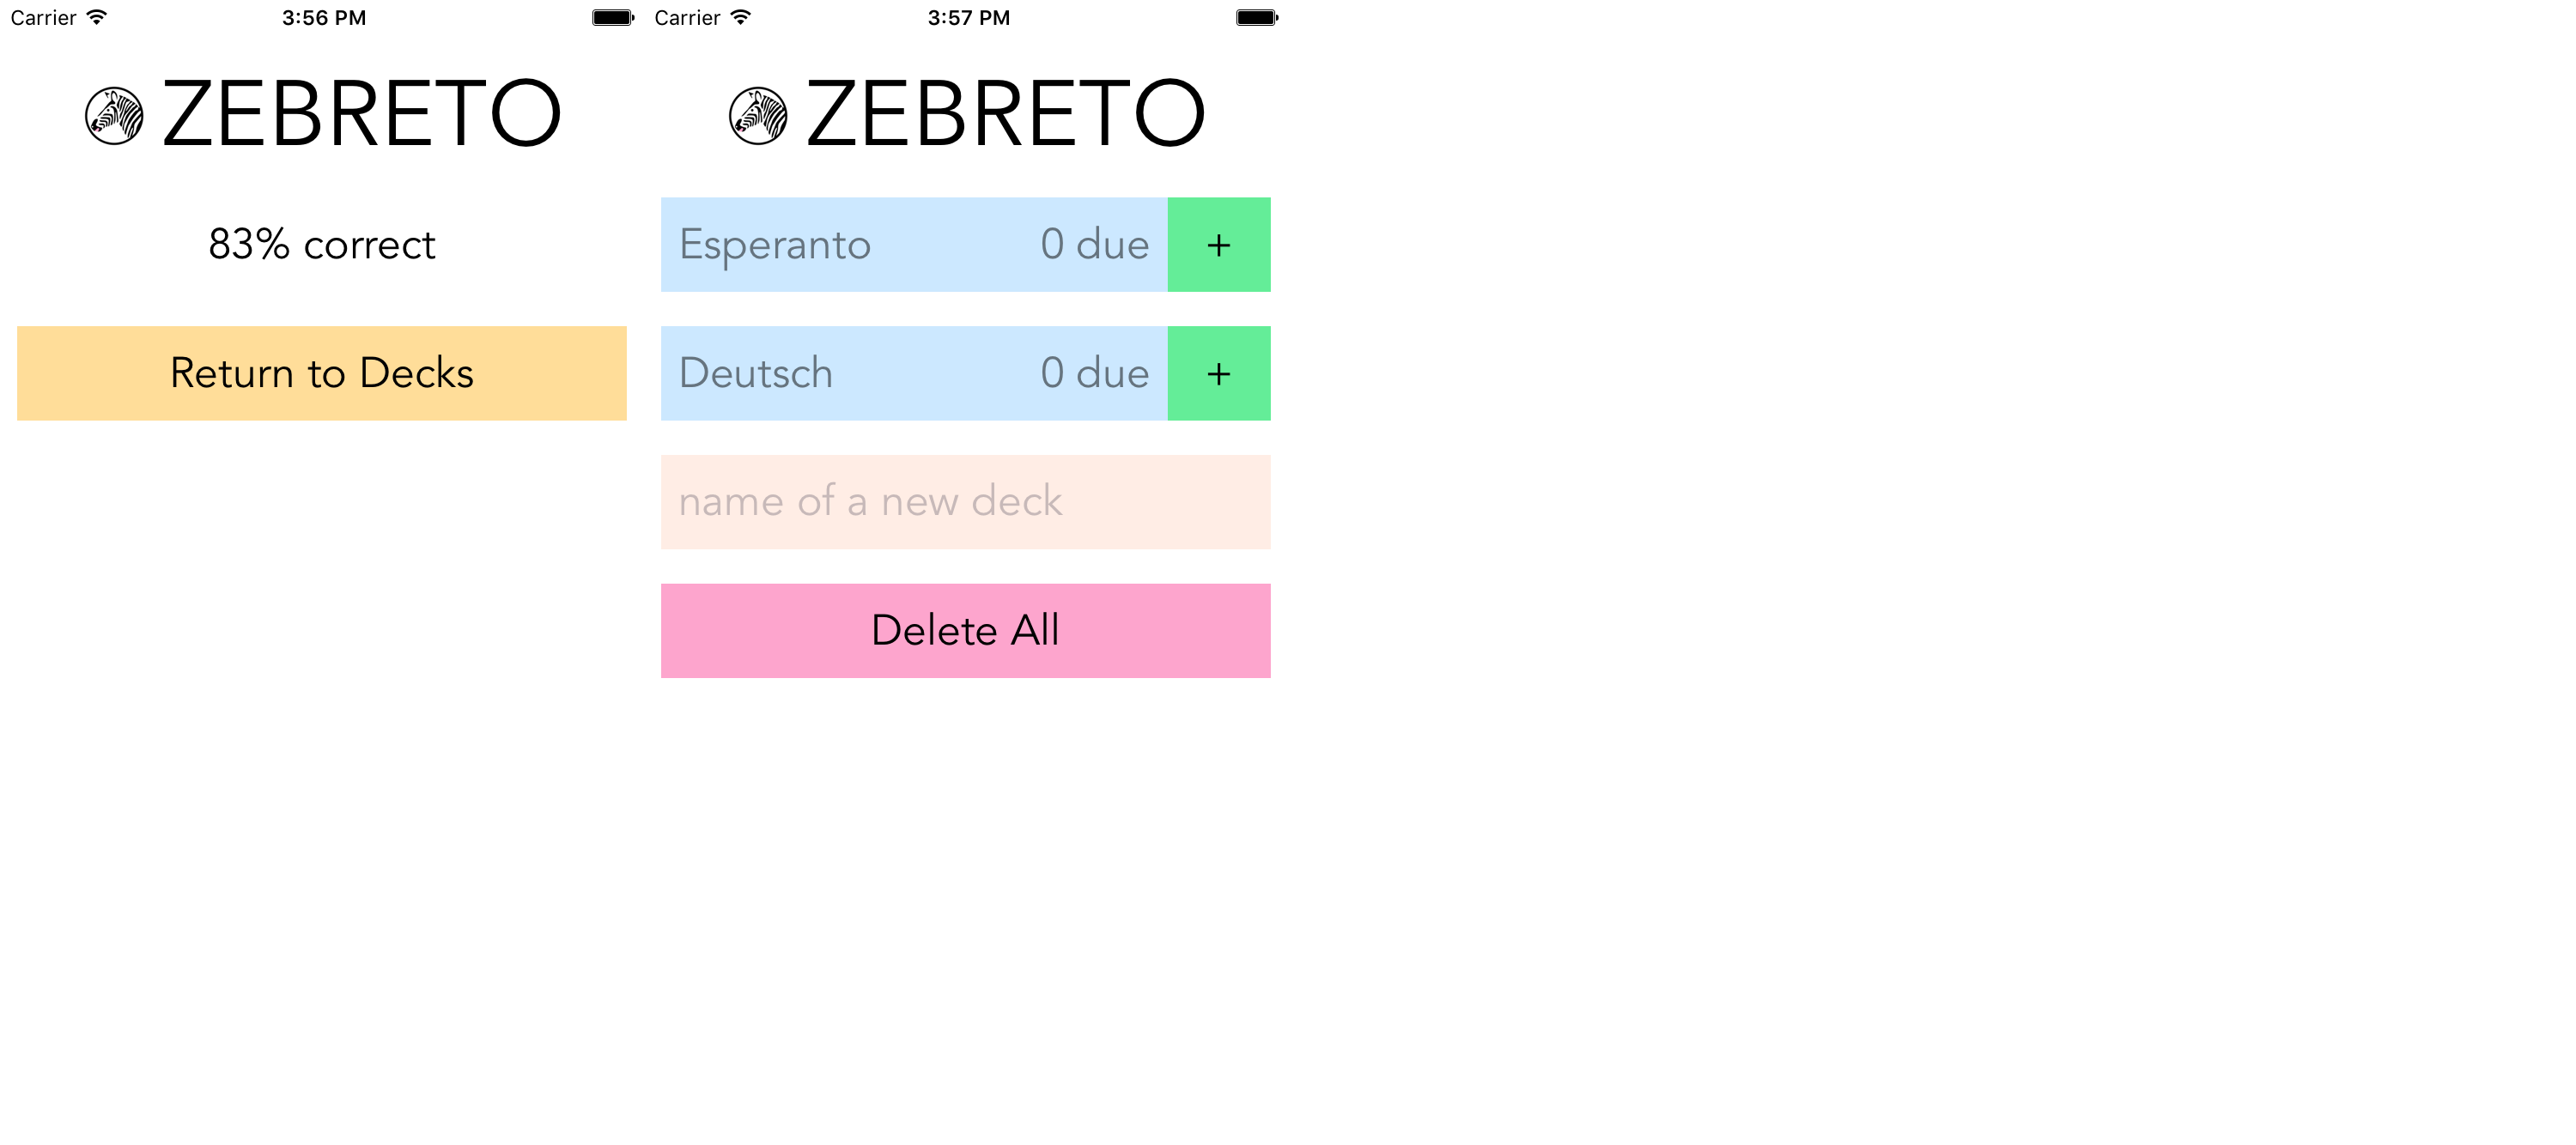 Carrier 3:56 PM
ZEBRETO
83% correct
Return to Decks
Carrier 3:57 PM
ZEBRETO
Esperanto 0 due +
Deutsch 0 due +
name of a new deck
Delete All